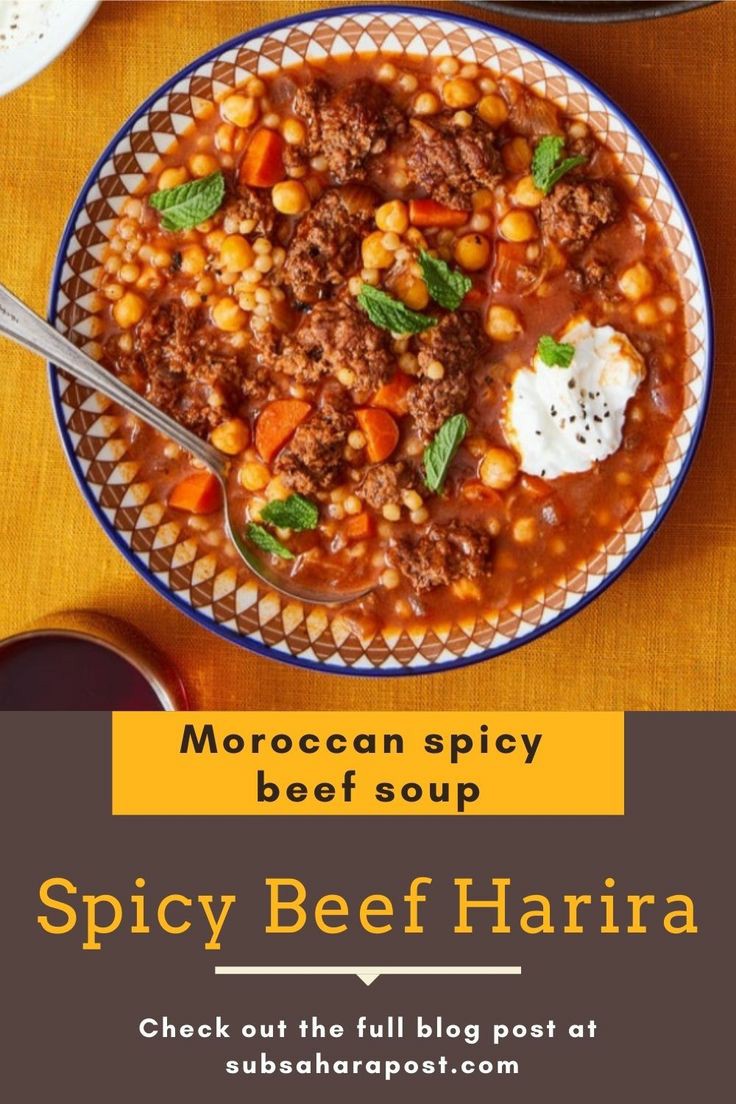 Moroccan spicy
beef soup
Spicy Beef Harira
Check out the full blog post at
subsaharapost.com